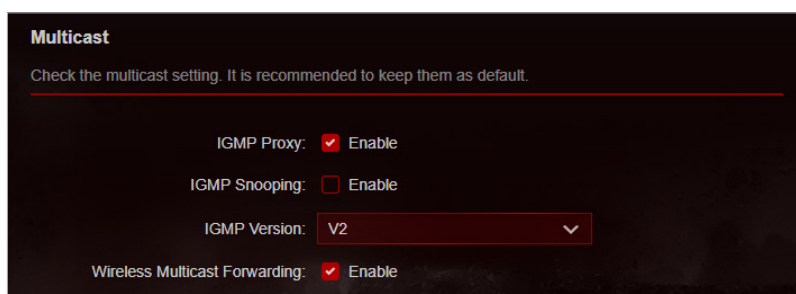 Multicast
Check the multicast setting. It is recommended to keep them as default.
IGMP Proxy: Enable
IGMP Snooping: Enable
IGMP Version: V2
Wireless Multicast Forwarding: Enable